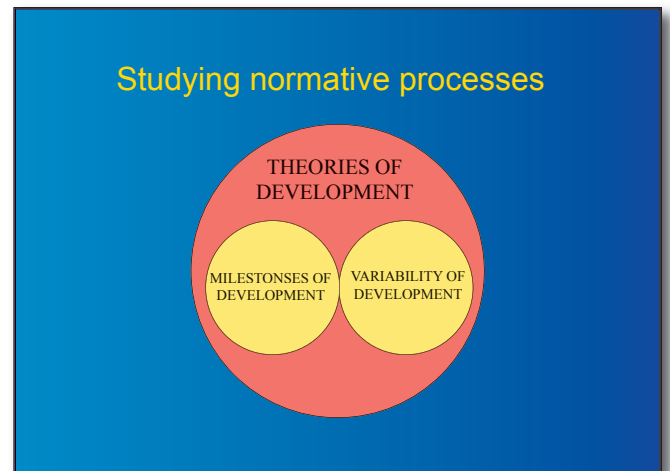 Studying normative processes
THEORIES OF
DEVELOPMENT
MILESTONSES OF
DEVELOPMENT
VARIABILITY OF
DEVELOPMENT